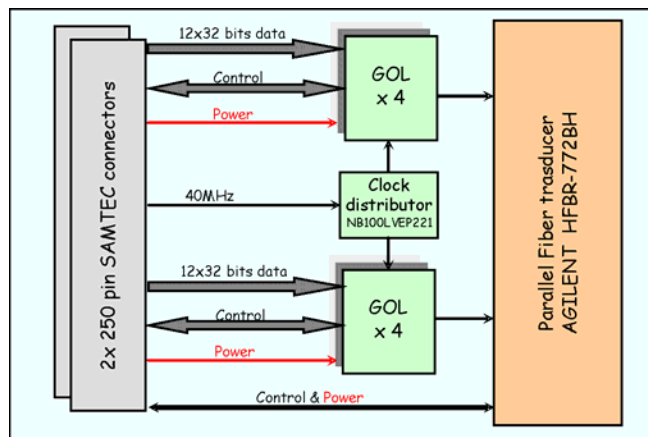 2x 250 pin SAMTEC connectors
12x32 bits data
Control
Power
GOL
x 4
40MHz
Clock
distributor
NB100LVEP221
12x32 bits data
Control
Power
GOL
x 4
Control & Power
Parallel Fiber trasducer
AGILENT HFBR-772BH